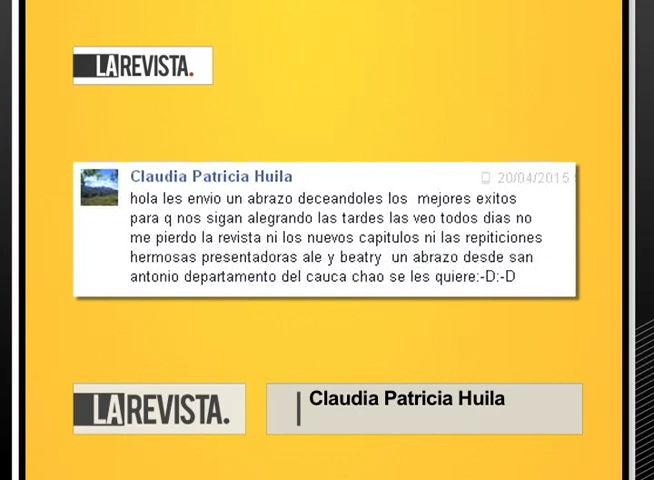 LAREVISTA.
Claudia Patricia Huila
20/04/2015
hola les envio un abrazo deceandoles los mejores exitos
para q nos sigan alegrando las tardes las veo todos dias no
me pierdo la revista ni los nuevos capitulos ni las repiticiones
hermosas presentadoras ale y beatry un abrazo desde san
antonio departamento del cauca chao se les quiere:-D:-D
LAREVISTA.
Claudia Patricia Huila